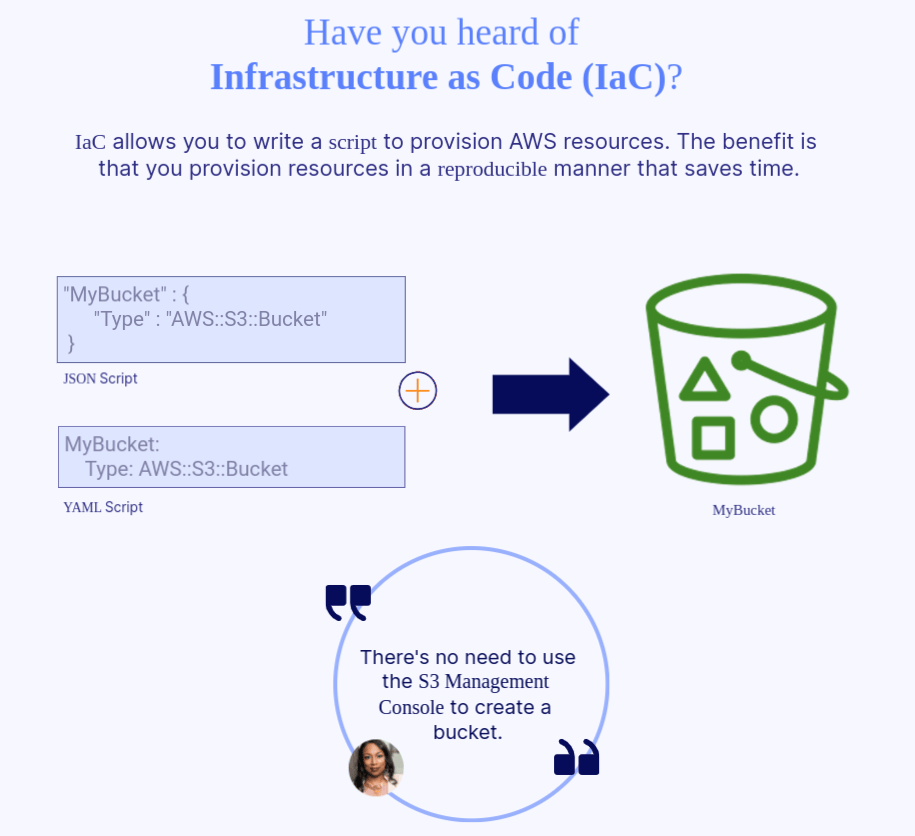 Have you heard of
Infrastructure as Code (IaC)?
IaC allows you to write a script to provision AWS resources. The benefit is
that you provision resources in a reproducible manner that saves time.
"MyBucket" : {
"Type" : "AWS::S3::Bucket"
}
JSON Script
MyBucket:
Type: AWS::S3::Bucket
YAML Script
MyBucket
There's no need to use
the S3 Management
Console to create a
bucket.